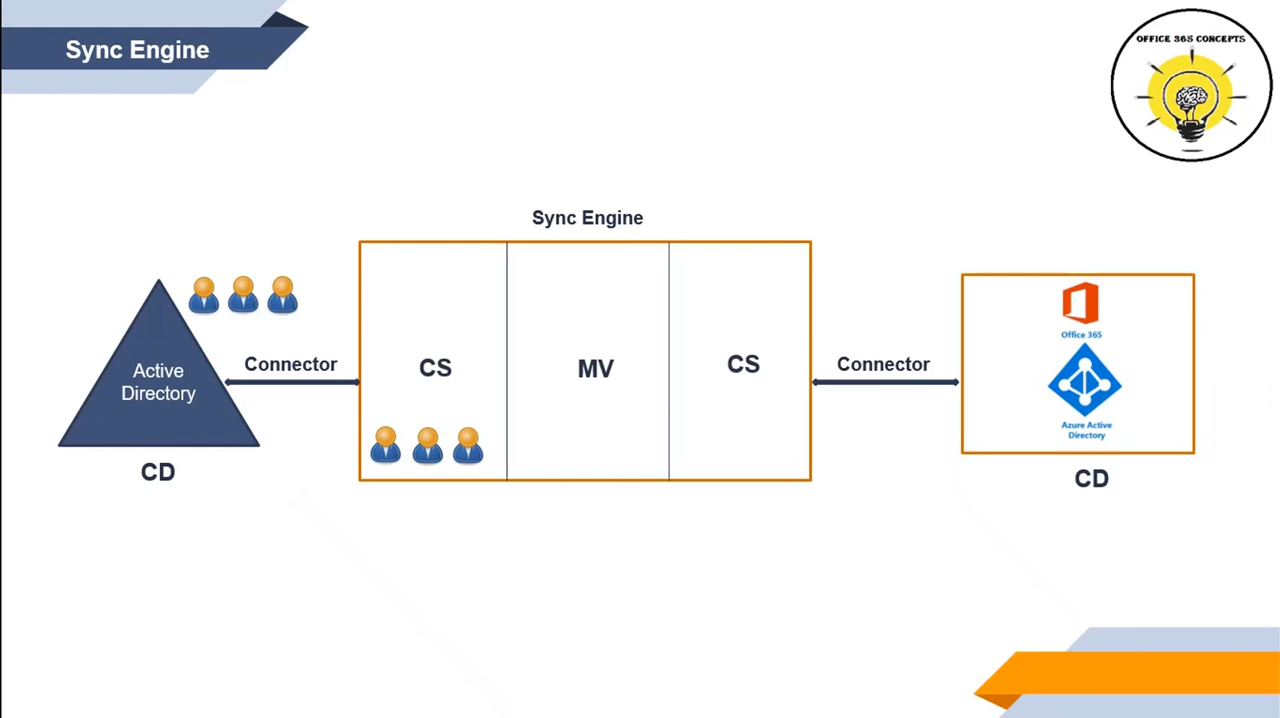 Sync Engine
OFFICE 365 CONCEPTS
Sync Engine
Active
Directory
CD
Connector
CS
MV
CS
Connector
Office 365
Azure Active
Directory
CD